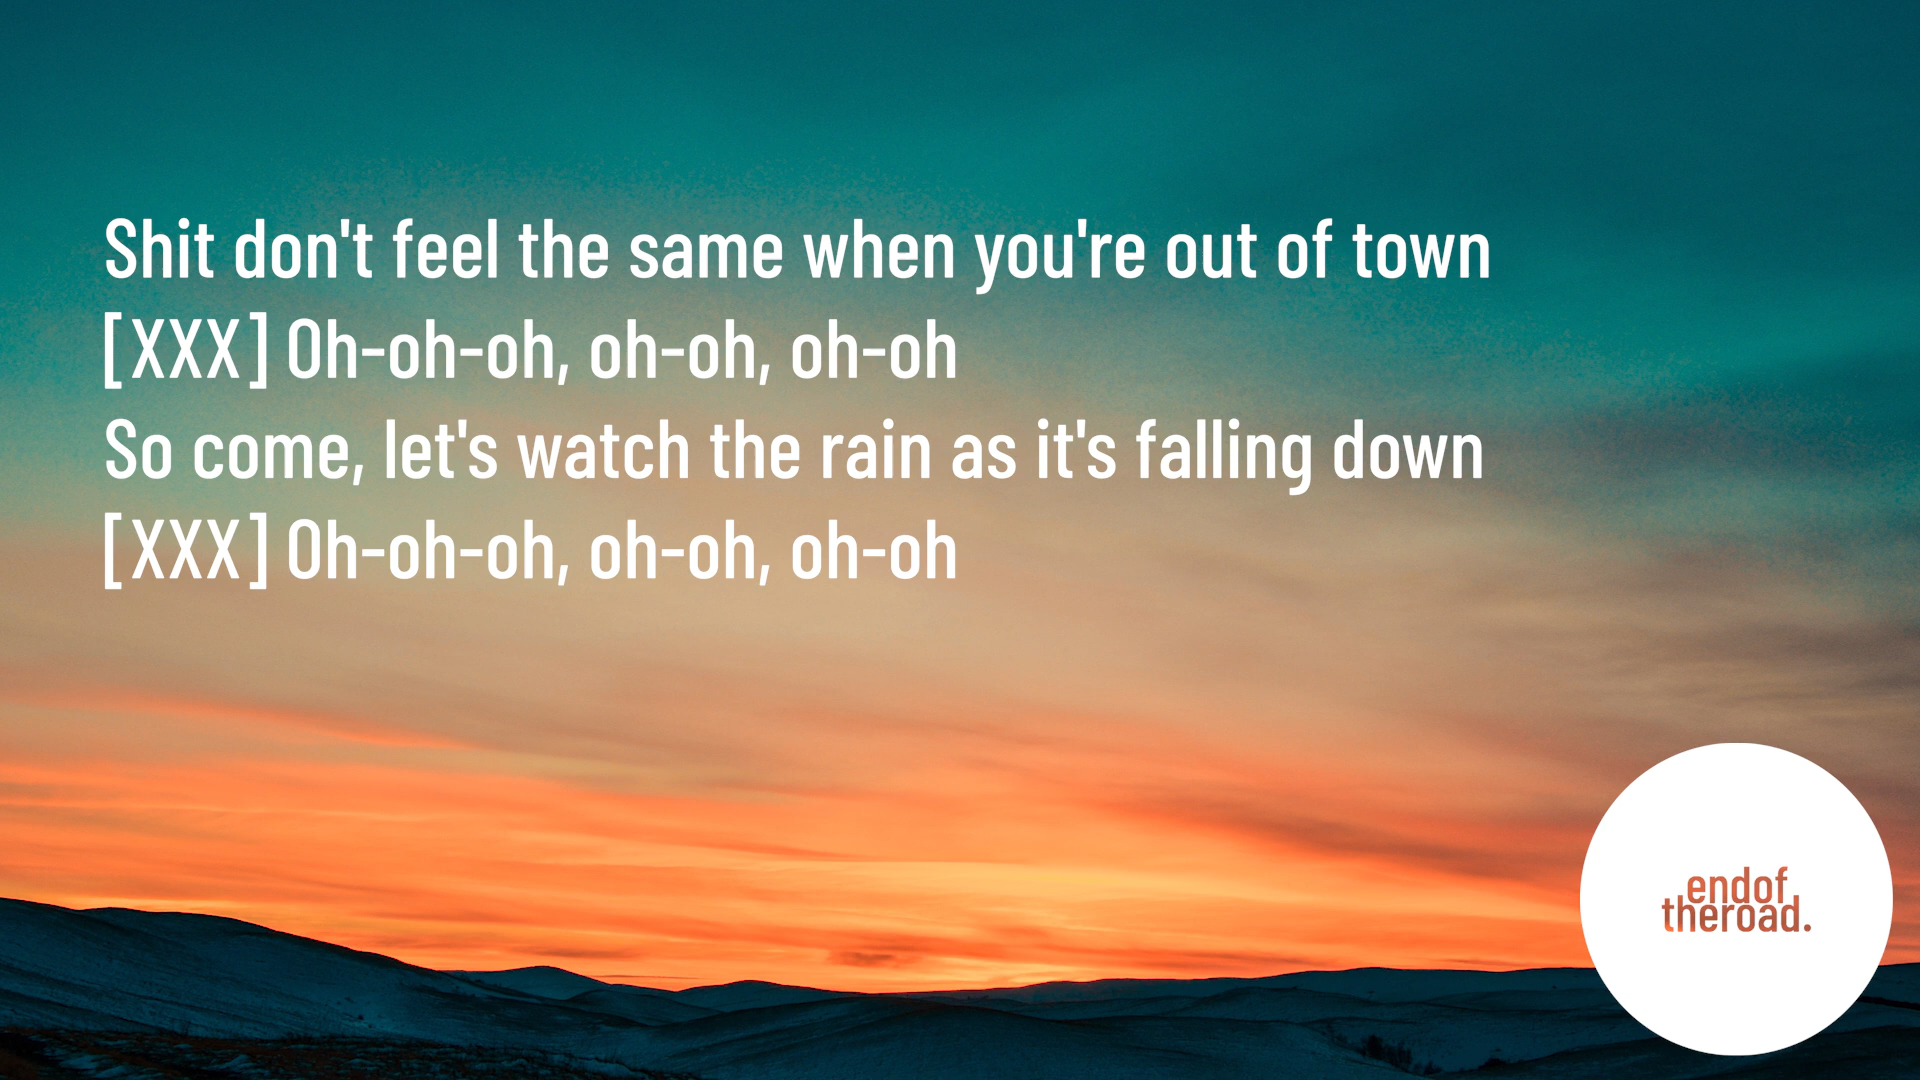 Shit don't feel the same when you're out of town
[XXX] Oh-oh-oh, oh-oh, oh-oh
So come, let's watch the rain as it's falling down
[XXX] Oh-oh-oh, oh-oh, oh-oh
endof
theroad.